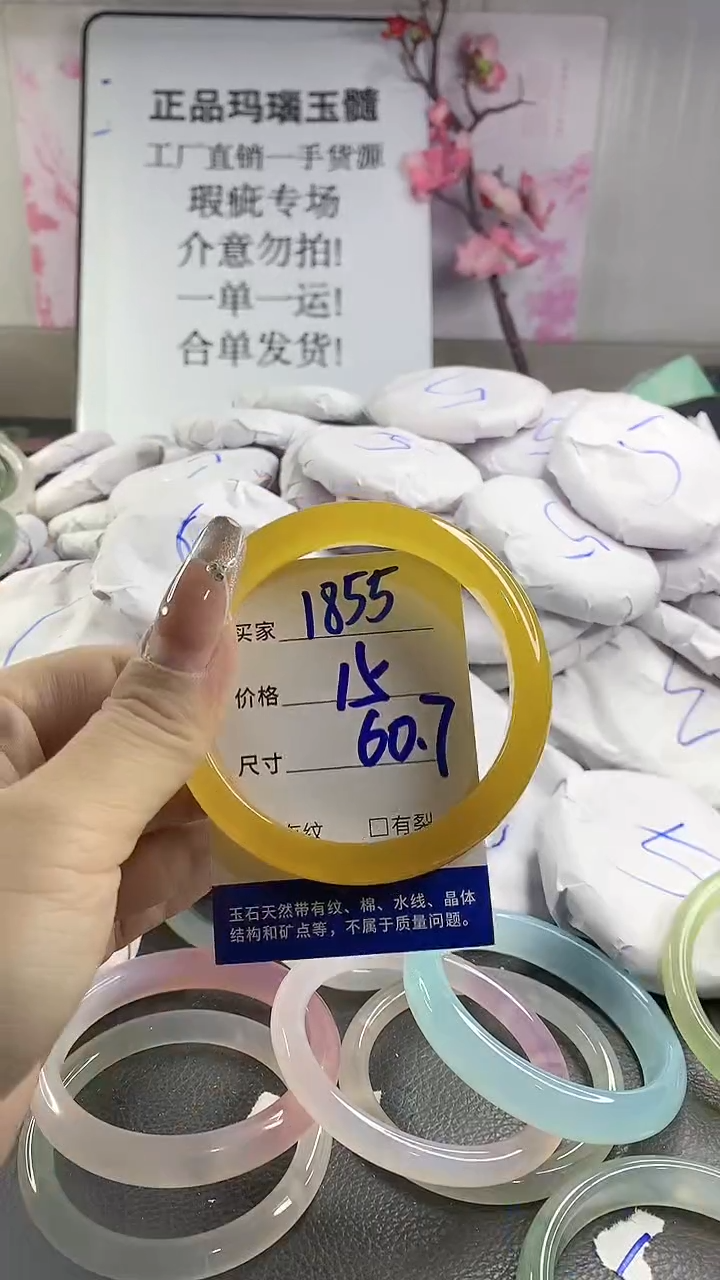 正品玛瑙玉髓
工厂直销一手货源
瑕疵专场
介意勿拍!
一单一运!
合单发货!
买家 1855
价格 15
尺寸 60.7
纹 □有裂
玉石天然带有纹、棉、水线、晶体
结构和矿点等，不属于质量问题。